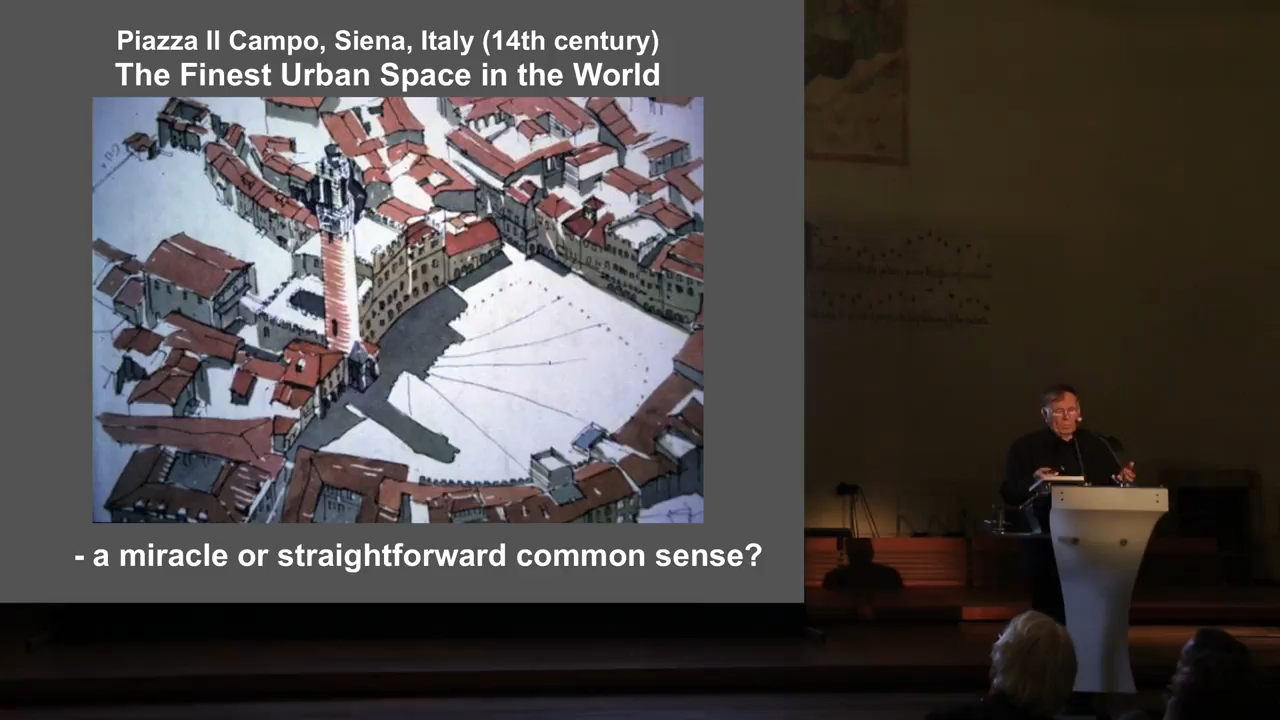 Piazza Il Campo, Siena, Italy (14th century)
The Finest Urban Space in the World
- a miracle or straightforward common sense?